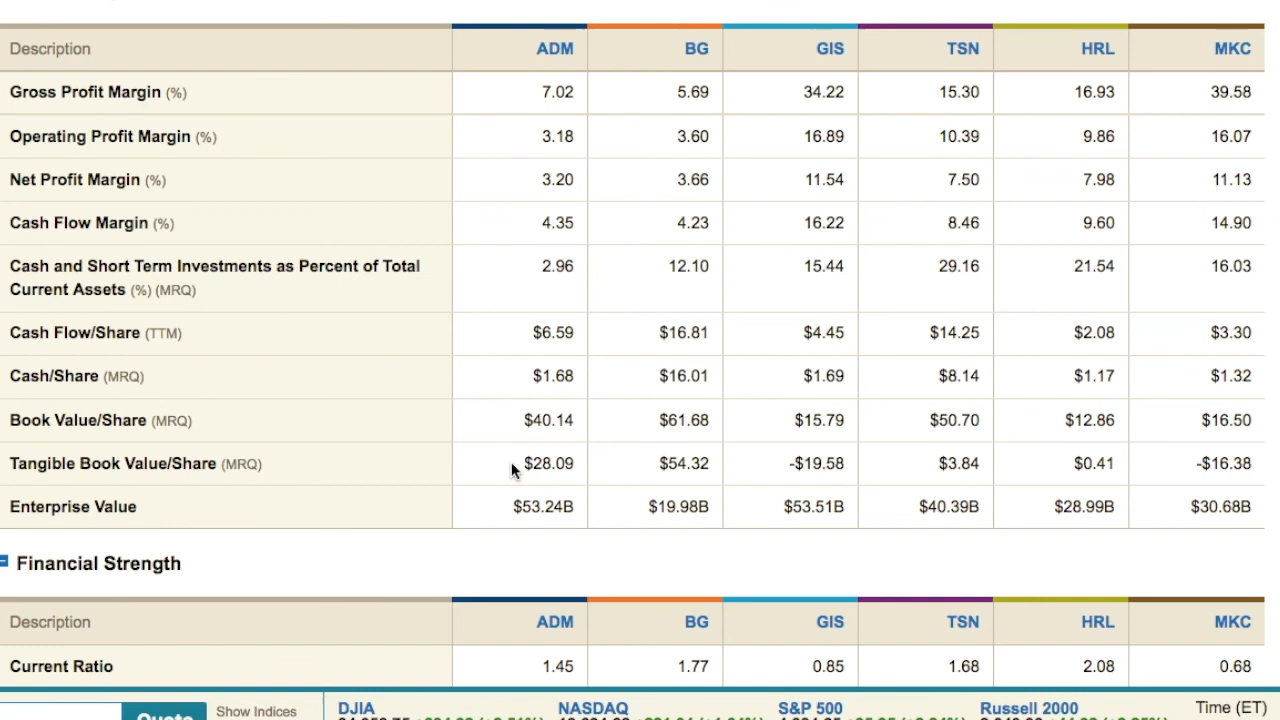 Description ADM BG GIS TSN HRL MKC
Gross Profit Margin (%) 7.02 5.69 34.22 15.30 16.93 39.58
Operating Profit Margin (%) 3.18 3.60 16.89 10.39 9.86 16.07
Net Profit Margin (%) 3.20 3.66 11.54 7.50 7.98 11.13
Cash Flow Margin (%) 4.35 4.23 16.22 8.46 9.60 14.90
Cash and Short Term Investments as Percent of Total 2.96 12.10 15.44 29.16 21.54 16.03
Current Assets (%) (MRQ)
Cash Flow/Share (TTM) $6.59 $16.81 $4.45 $14.25 $2.08 $3.30
Cash/Share (MRQ) $1.68 $16.01 $1.69 $8.14 $1.17 $1.32
Book Value/Share (MRQ) $40.14 $61.68 $15.79 $50.70 $12.86 $16.50
Tangible Book Value/Share (MRQ) $28.09 $54.32 -$19.58 $3.84 $0.41 -$16.38
Enterprise Value $53.24B $19.98B $53.51B $40.39B $28.99B $30.68B
Financial Strength
Description ADM BG GIS TSN HRL MKC
Current Ratio 1.45 1.77 0.85 1.68 2.08 0.68
Quote Show Indices DJIA NASDAQ S&P 500 Russell 2000 Time (ET)